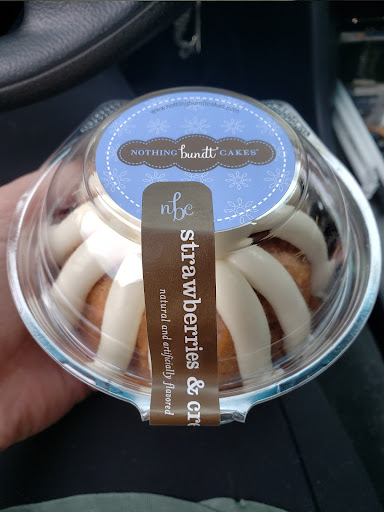 NOTHING bundt CAKES
nbc
strawberries & cr
natural and artificially flavored